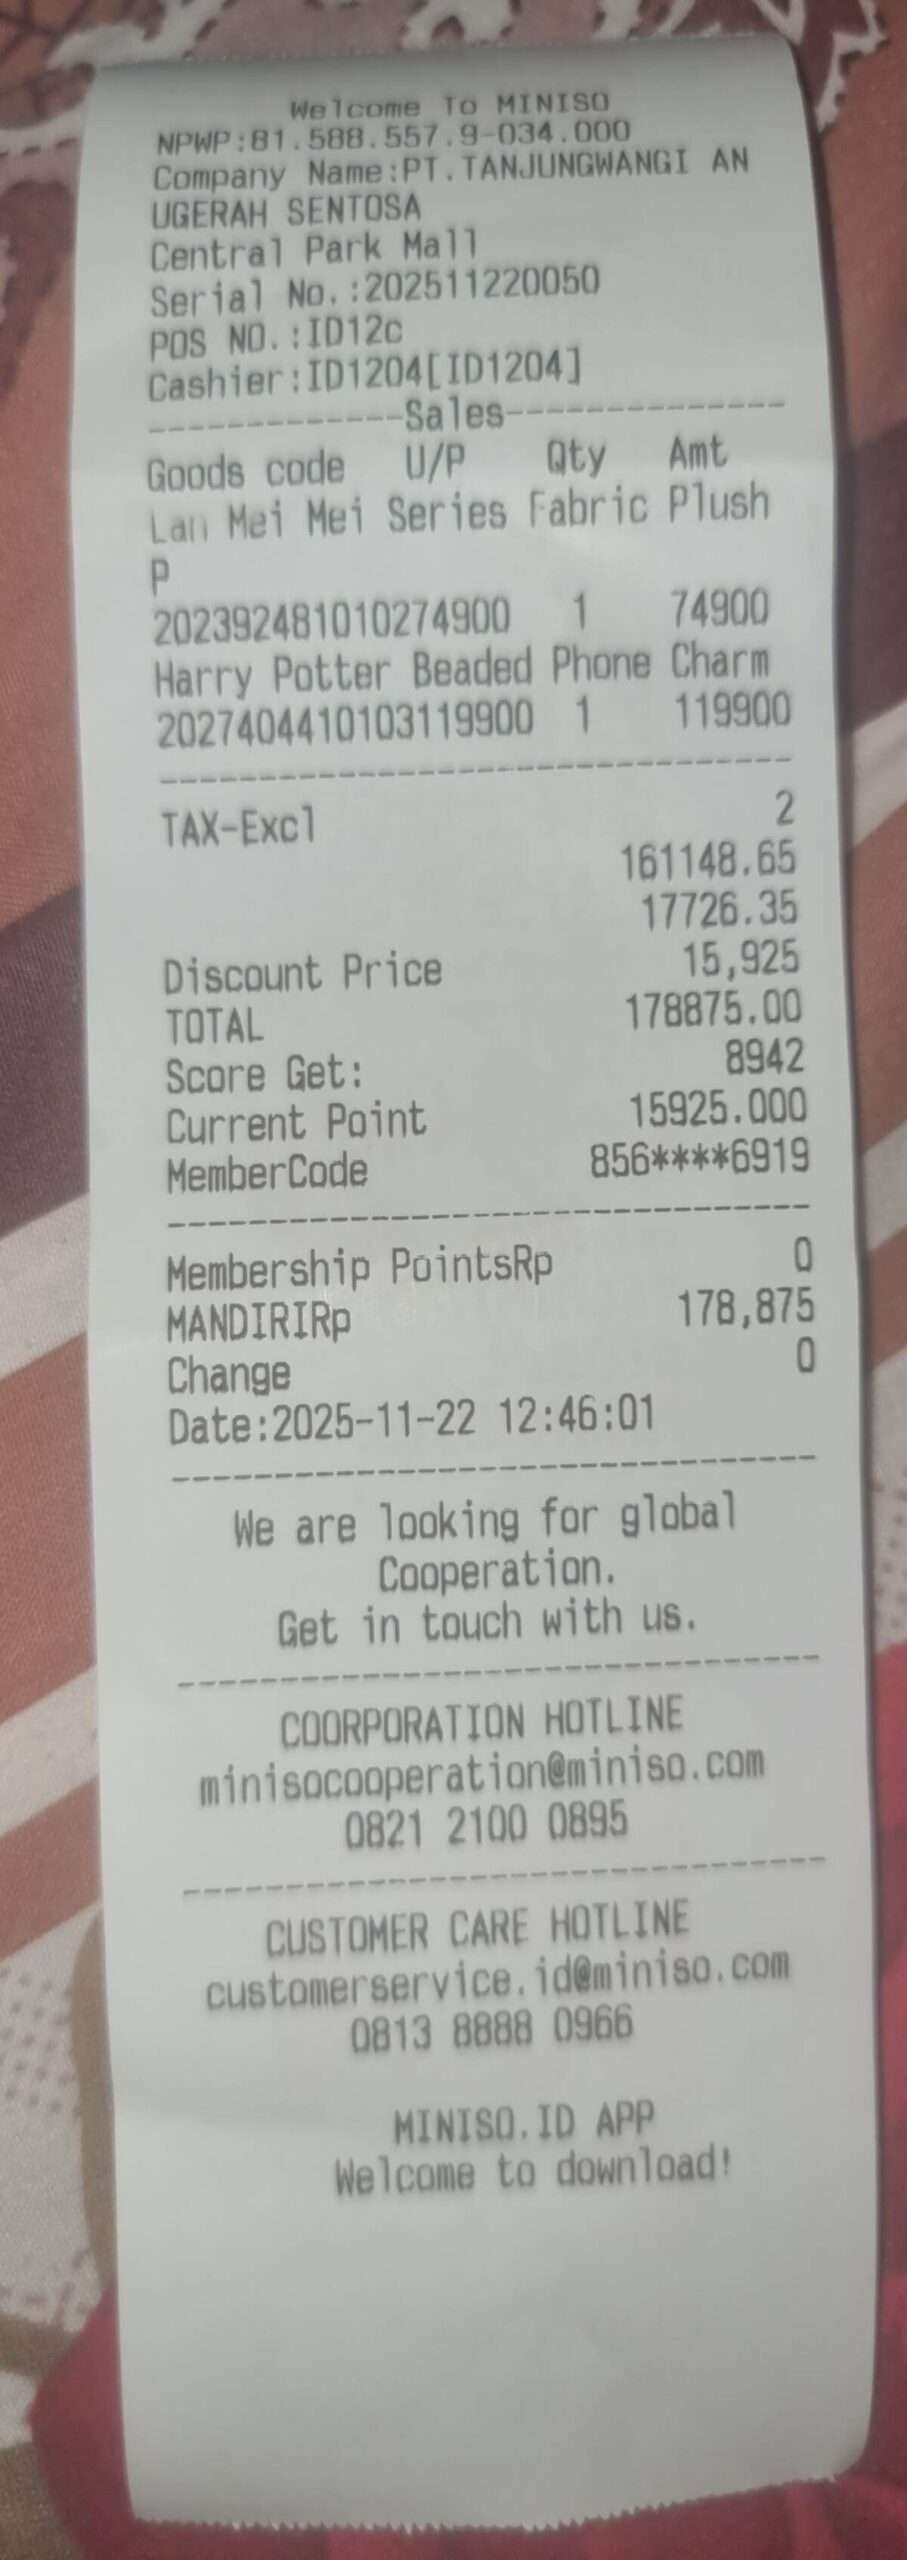 Welcome To MINISO
NPWP:81.588.557.9-034.000
Company Name:PT.TANJUNGWANGI AN
UGERAH SENTOSA
Central Park Mall
Serial No.:202511220050
POS NO.:ID12c
Cashier:ID1204[ID1204]
-------------Sales--------------
Goods code U/P Qty Amt
Lan Mei Mei Series Fabric Plush
P
202392481010274900 1 74900
Harry Potter Beaded Phone Charm
2027404410103119900 1 119900
--------------------------------
TAX-Excl 2
161148.65
17726.35
Discount Price 15,925
TOTAL 178875.00
Score Get: 8942
Current Point 15925.000
MemberCode 856****6919
--------------------------------
Membership PointsRp 0
MANDIRIRp 178,875
Change 0
Date:2025-11-22 12:46:01
--------------------------------
We are looking for global
Cooperation.
Get in touch with us.
--------------------------------
COORPORATION HOTLINE
minisocooperation@miniso.com
0821 2100 0895
--------------------------------
CUSTOMER CARE HOTLINE
customerservice.id@miniso.com
0813 8888 0966
MINISO.ID APP
Welcome to download!